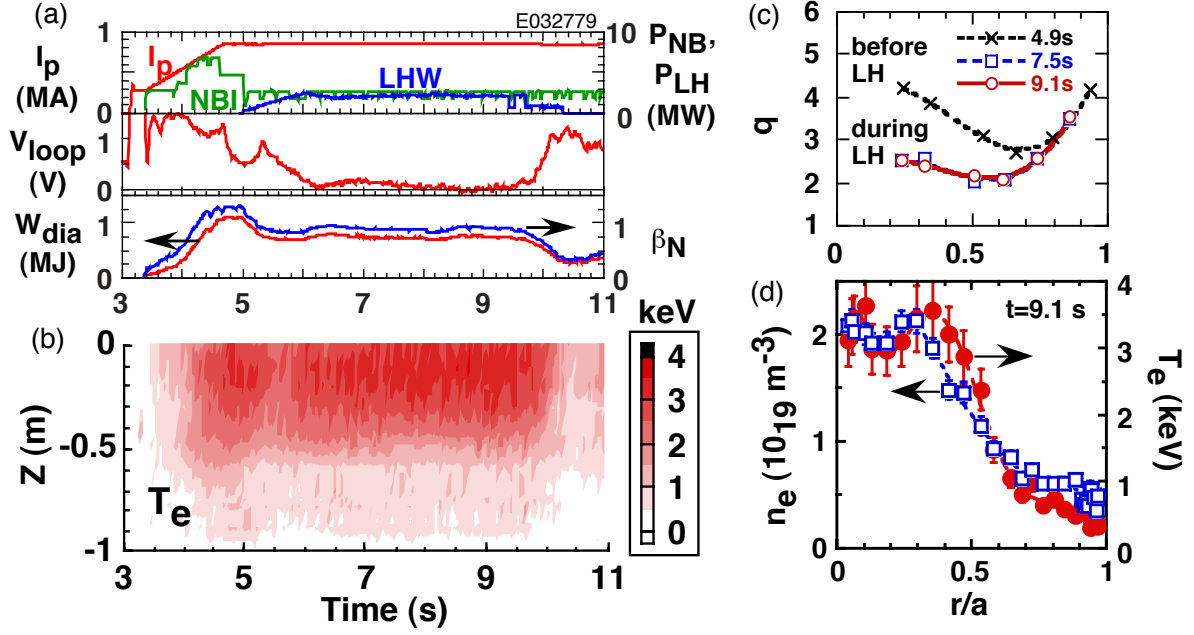 (a)
E032779
1
0
I_p
(MA)
I_p
NBI
LHW
10
0
P_NB,
P_LH
(MW)
1
0
V_loop
(V)
1
0
W_dia
(MJ)
1
0
β_N
3 5 7 9 11
(b)
0
-0.5
-1
Z (m)
T_e
3 5 7 9 11
Time (s)
keV
4
3
2
1
0
(c)
6
5
4
3
2
1
q
before
LH
during
LH
4.9s
7.5s
9.1s
0 0.5 1
(d)
t=9.1 s
2
1
0
n_e (10_19 m-3)
4
3
2
1
0
T_e (keV)
0 0.5 1
r/a